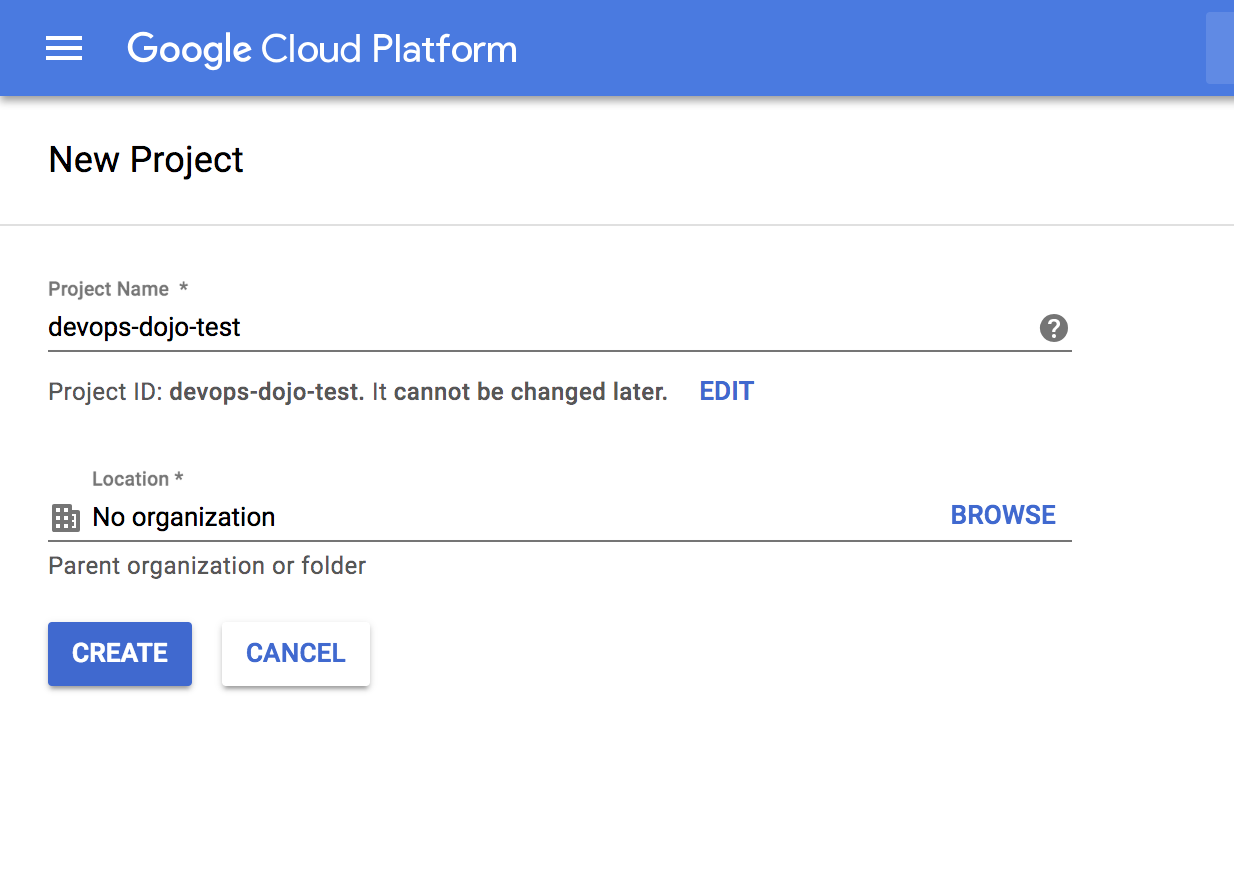 Google Cloud Platform
New Project
Project Name *
devops-dojo-test
?
Project ID: devops-dojo-test. It cannot be changed later. EDIT
Location *
No organization BROWSE
Parent organization or folder
CREATE CANCEL